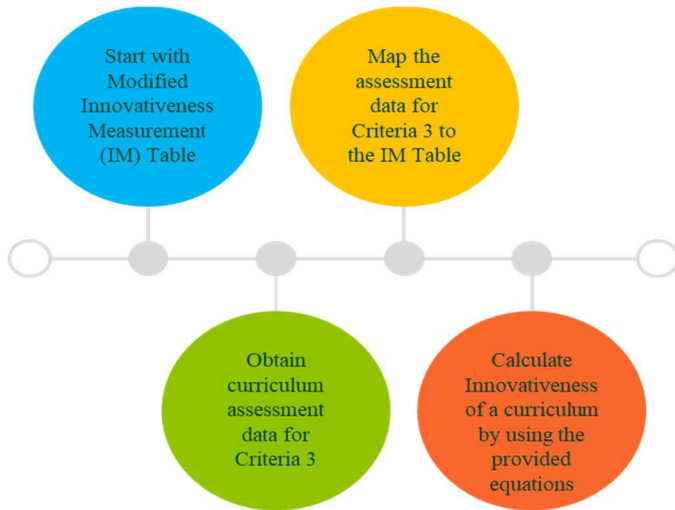 Start with
Modified
Innovativeness
Measurement
(IM) Table
Obtain
curriculum
assessment
data for
Criteria 3
Map the
assessment
data for
Criteria 3 to
the IM Table
Calculate
Innovativeness
of a curriculum
by using the
provided
equations